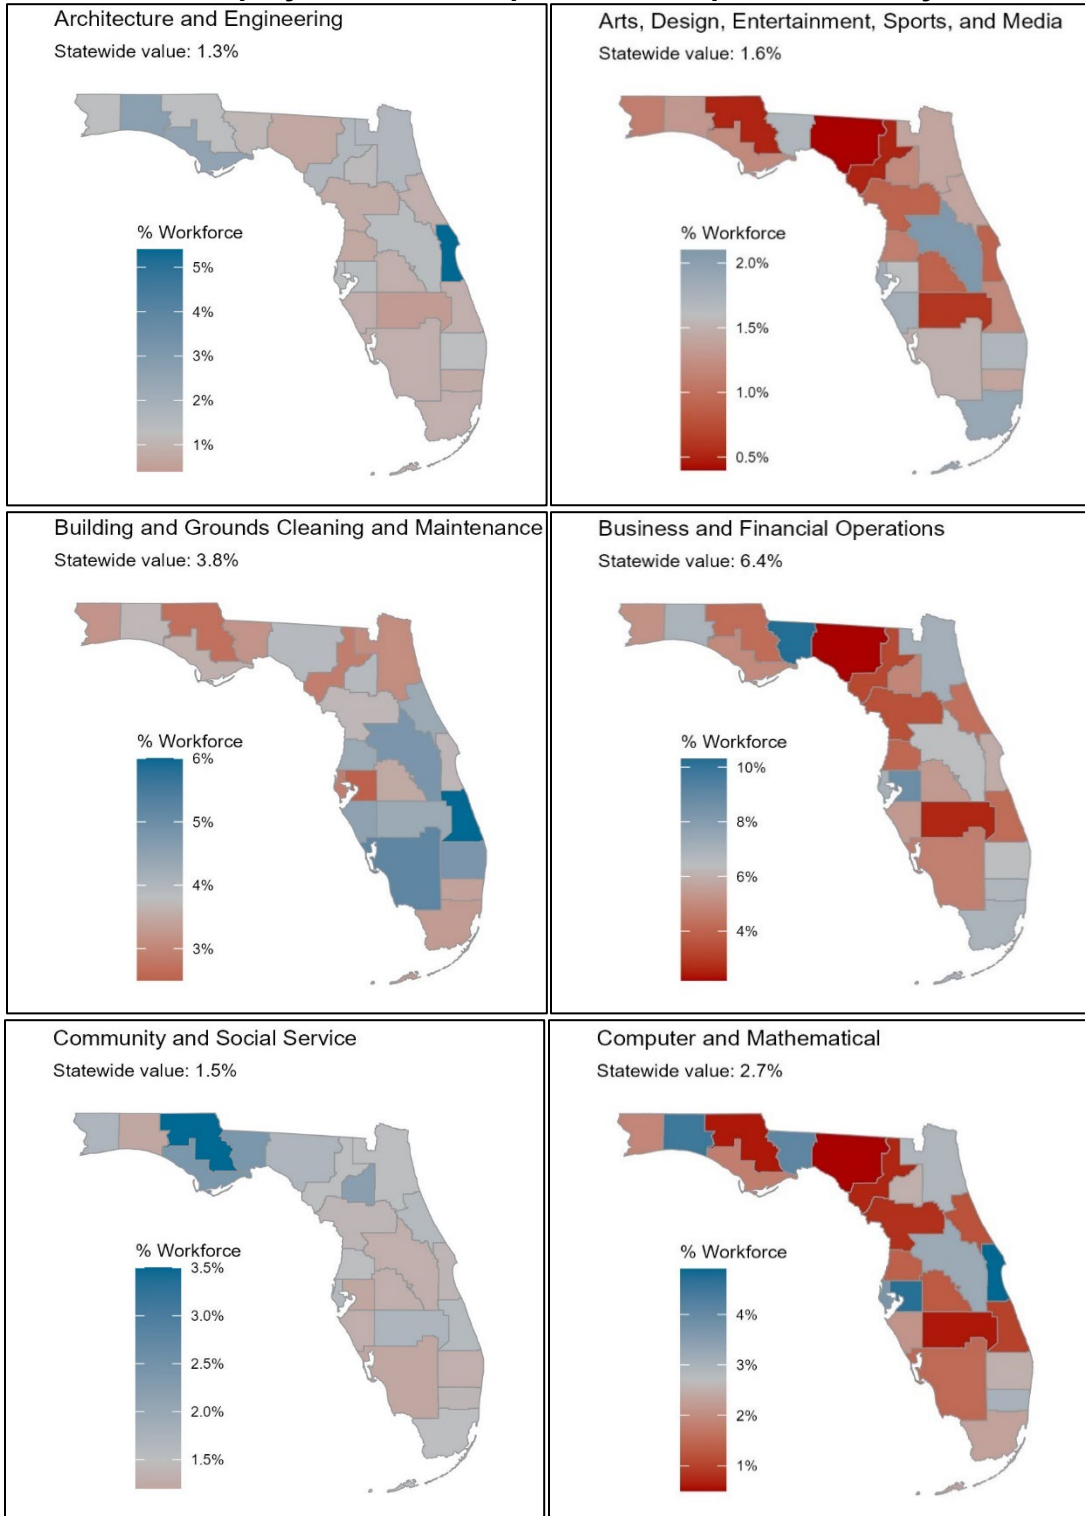 Architecture and Engineering
Statewide value: 1.3%
% Workforce
5%
4%
3%
2%
1%
Arts, Design, Entertainment, Sports, and Media
Statewide value: 1.6%
% Workforce
2.0%
1.5%
1.0%
0.5%
Building and Grounds Cleaning and Maintenance
Statewide value: 3.8%
% Workforce
6%
5%
4%
3%
Business and Financial Operations
Statewide value: 6.4%
% Workforce
10%
8%
6%
4%
Community and Social Service
Statewide value: 1.5%
% Workforce
3.5%
3.0%
2.5%
2.0%
1.5%
Computer and Mathematical
Statewide value: 2.7%
% Workforce
4%
3%
2%
1%